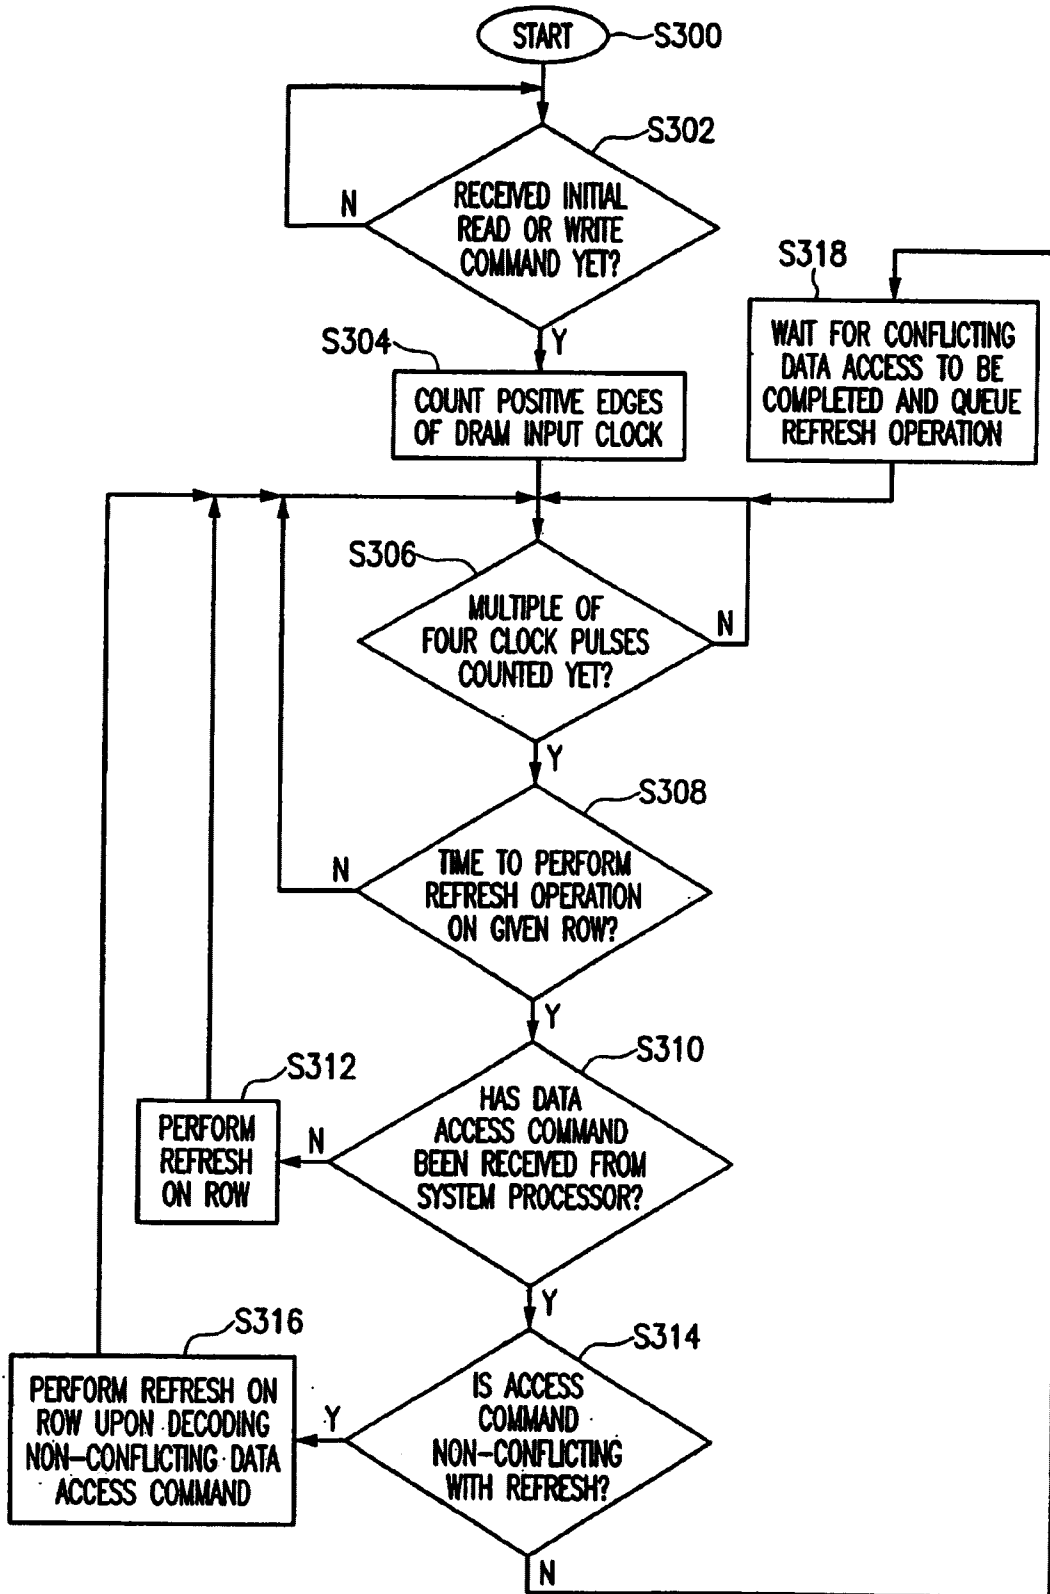 START
S300
S302
RECEIVED INITIAL
READ OR WRITE
COMMAND YET?
N
Y
S304
COUNT POSITIVE EDGES
OF DRAM INPUT CLOCK
S318
WAIT FOR CONFLICTING
DATA ACCESS TO BE
COMPLETED AND QUEUE
REFRESH OPERATION
S306
MULTIPLE OF
FOUR CLOCK PULSES
COUNTED YET?
N
Y
S308
TIME TO PERFORM
REFRESH OPERATION
ON GIVEN ROW?
N
Y
S310
HAS DATA
ACCESS COMMAND
BEEN RECEIVED FROM
SYSTEM PROCESSOR?
N
S312
PERFORM
REFRESH
ON ROW
Y
S314
IS ACCESS
COMMAND
NON-CONFLICTING
WITH REFRESH?
Y
S316
PERFORM REFRESH ON
ROW UPON DECODING
NON-CONFLICTING DATA
ACCESS COMMAND
N